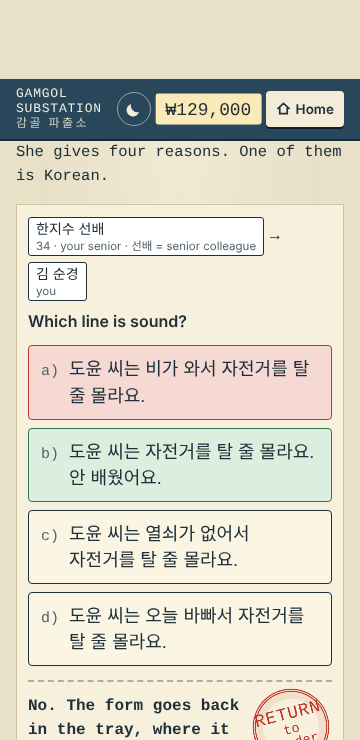 GAMGOL
SUBSTATION
감골 파출소
₩129,000
Home
She gives four reasons. One of them
is Korean.
한지수 선배
34 · your senior · 선배 = senior colleague
→
김 순경
you
Which line is sound?
a) 도윤 씨는 비가 와서 자전거를 탈
줄 몰라요.
b) 도윤 씨는 자전거를 탈 줄 몰라요.
안 배웠어요.
c) 도윤 씨는 열쇠가 없어서
자전거를 탈 줄 몰라요.
d) 도윤 씨는 오늘 바빠서 자전거를
탈 줄 몰라요.
No. The form goes back
in the tray, where it
RETURN
to